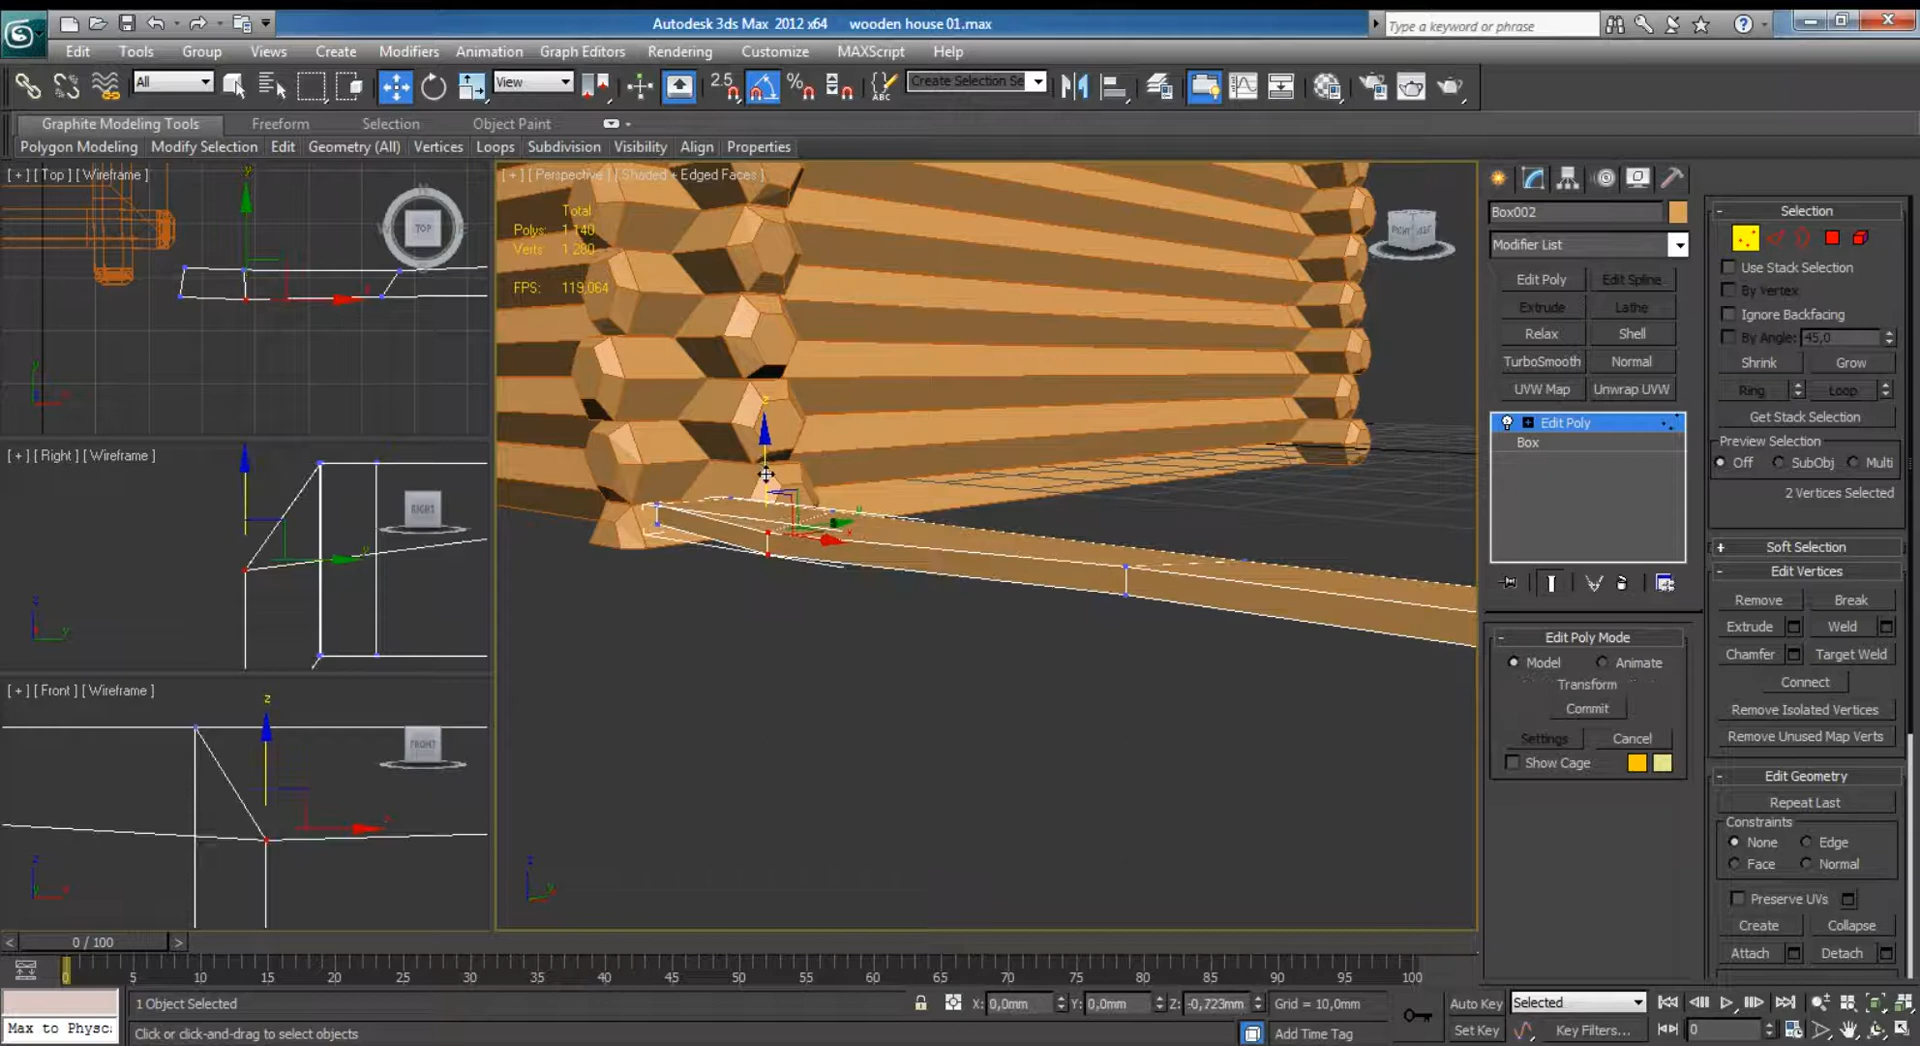 Autodesk 3ds Max 2012 x64 wooden house 01.max
Type a keyword or phrase
Edit Tools Group Views Create Modifiers Animation Graph Editors Rendering Customize MAXScript Help
All View 2.5 % ABC Create Selection Se
Graphite Modeling Tools Freeform Selection Object Paint
Polygon Modeling Modify Selection Edit Geometry (All) Vertices Loops Subdivision Visibility Align Properties
[ + ] [ Top ] [ Wireframe ]
TOP
[ + ] [ Right ] [ Wireframe ]
RIGHT
[ + ] [ Front ] [ Wireframe ]
FRONT
[ + ] [ Perspective ] [ Shaded + Edged Faces ]
Total
Polys: 1 140
Verts: 1 280
FPS: 119,064
RIGHT
Box002
Modifier List
Edit Poly Edit Spline
Extrude Lathe
Relax Shell
TurboSmooth Normal
UVW Map Unwrap UVW
Edit Poly
Box
Edit Poly Mode
Model Animate
Transform
Commit
Settings Cancel
Show Cage
Selection
Use Stack Selection
By Vertex
Ignore Backfacing
By Angle: 45,0
Shrink Grow
Ring Loop
Get Stack Selection
Preview Selection
Off SubObj Multi
2 Vertices Selected
Soft Selection
Edit Vertices
Remove Break
Extrude Weld
Chamfer Target Weld
Connect
Remove Isolated Vertices
Remove Unused Map Verts
Edit Geometry
Repeat Last
Constraints
None Edge
Face Normal
Preserve UVs
Create Collapse
Attach Detach
< 0 / 100 >
0 5 10 15 20 25 30 35 40 45 50 55 60 65 70 75 80 85 90 95 100
1 Object Selected X: 0,0mm Y: 0,0mm Z: -0,723mm Grid = 10,0mm Auto Key Selected
Max to Physc: Click or click-and-drag to select objects Add Time Tag Set Key Key Filters... 0